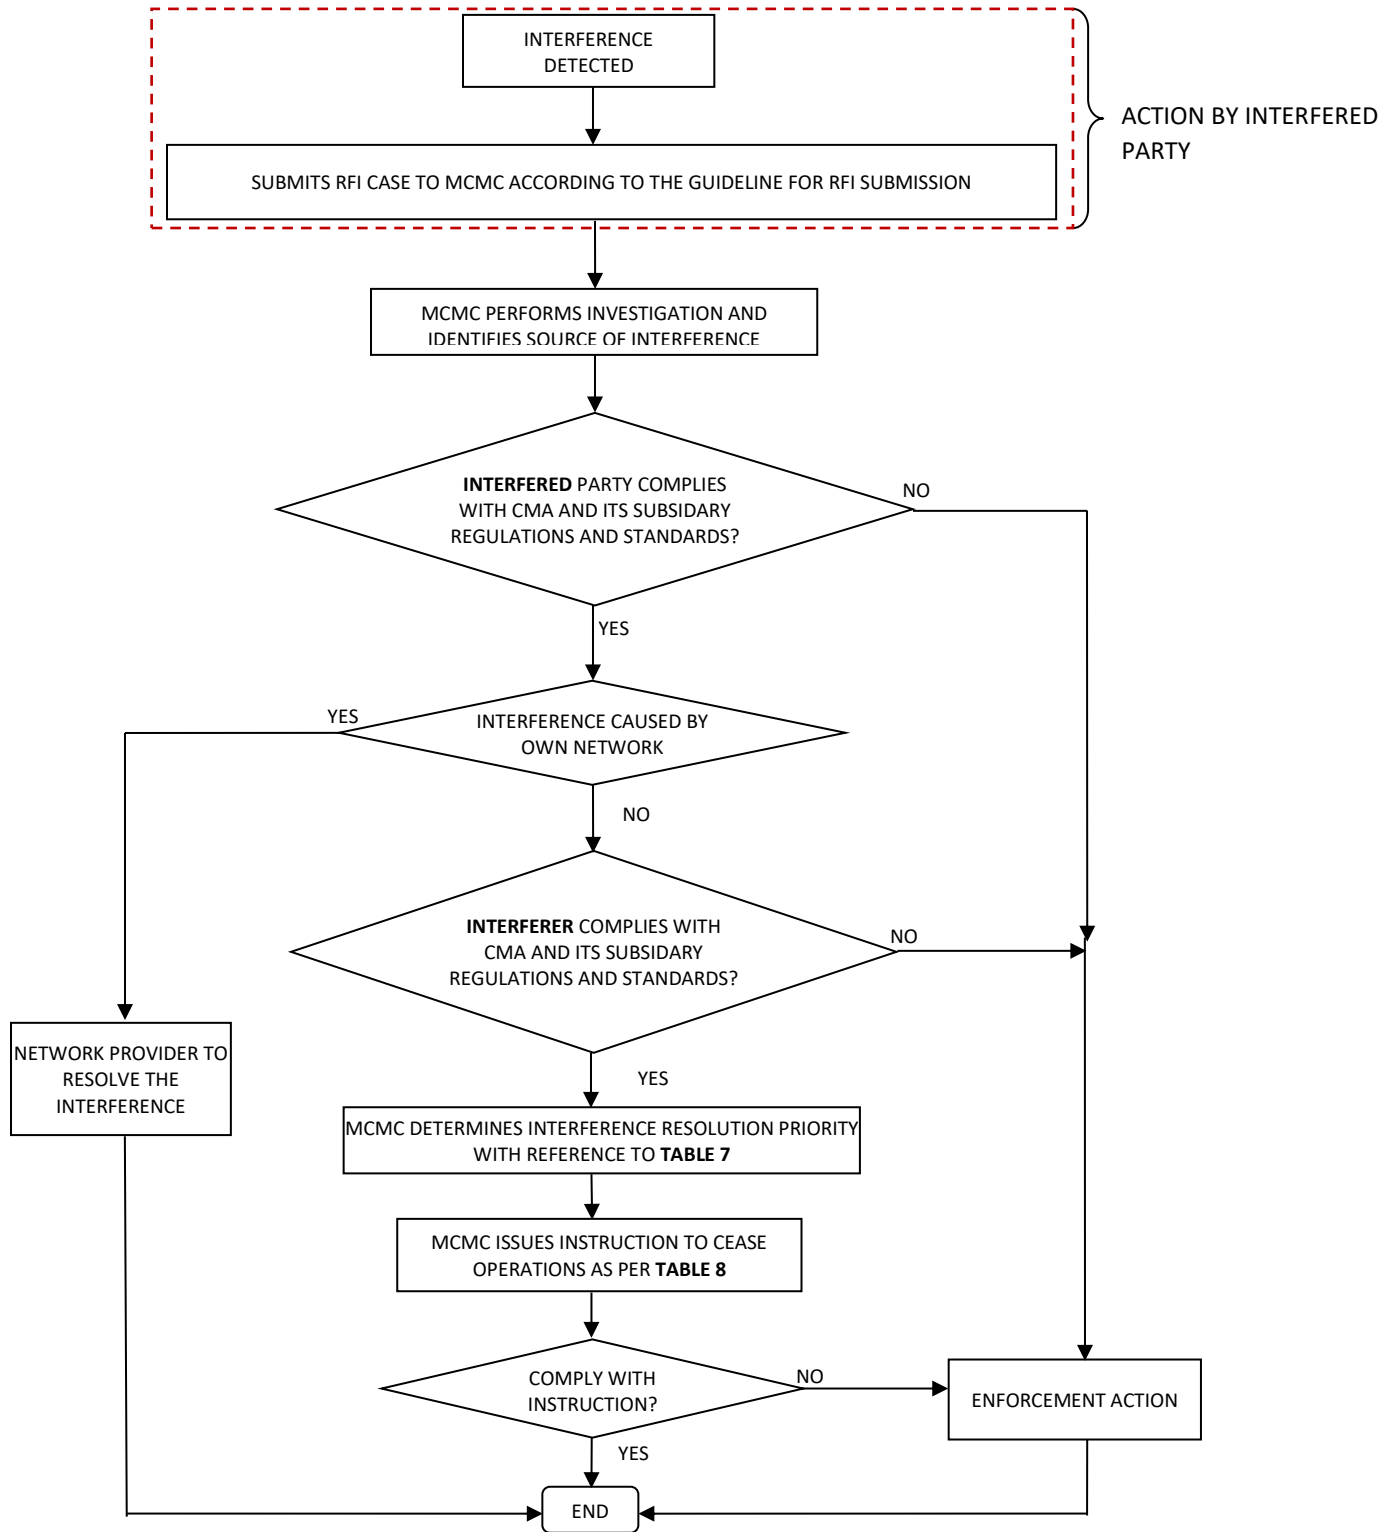 INTERFERENCE
DETECTED
ACTION BY INTERFERED
PARTY
SUBMITS RFI CASE TO MCMC ACCORDING TO THE GUIDELINE FOR RFI SUBMISSION
MCMC PERFORMS INVESTIGATION AND
IDENTIFIES SOURCE OF INTERFERENCE
INTERFERED PARTY COMPLIES
WITH CMA AND ITS SUBSIDARY
REGULATIONS AND STANDARDS?
NO
YES
YES
INTERFERENCE CAUSED BY
OWN NETWORK
NO
INTERFERER COMPLIES WITH
CMA AND ITS SUBSIDARY
REGULATIONS AND STANDARDS?
NO
NETWORK PROVIDER TO
RESOLVE THE
INTERFERENCE
YES
MCMC DETERMINES INTERFERENCE RESOLUTION PRIORITY
WITH REFERENCE TO TABLE 7
MCMC ISSUES INSTRUCTION TO CEASE
OPERATIONS AS PER TABLE 8
COMPLY WITH
INSTRUCTION?
NO
ENFORCEMENT ACTION
YES
END